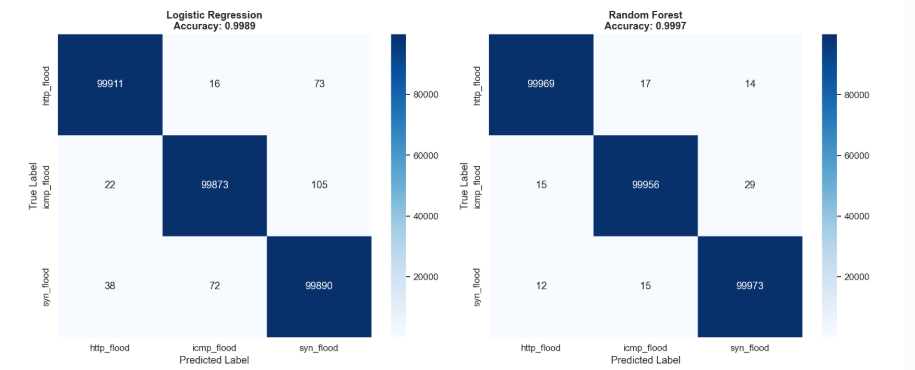 Logistic Regression
Accuracy: 0.9989
True Label
http_flood
icmp_flood
syn_flood
99911 16 73
22 99873 105
38 72 99890
http_flood icmp_flood syn_flood
Predicted Label
80000
60000
40000
20000
Random Forest
Accuracy: 0.9997
True Label
http_flood
icmp_flood
syn_flood
99969 17 14
15 99956 29
12 15 99973
http_flood icmp_flood syn_flood
Predicted Label
80000
60000
40000
20000